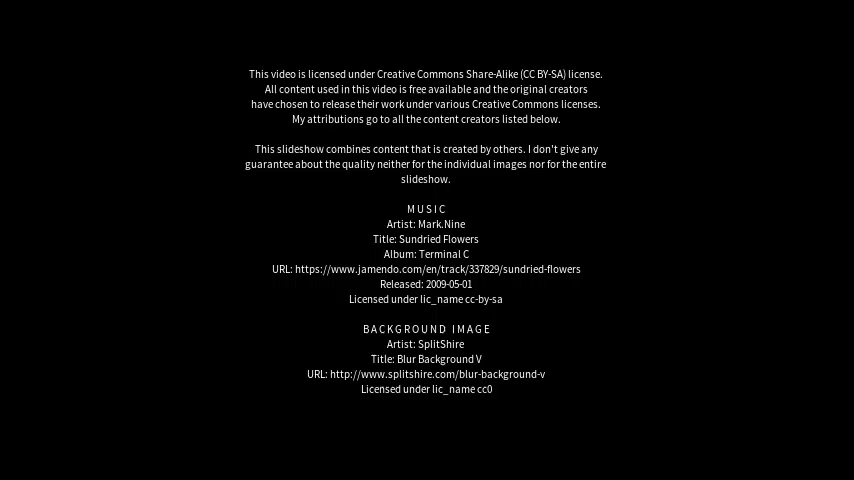 This video is licensed under Creative Commons Share-Alike (CC BY-SA) license.
All content used in this video is free available and the original creators
have chosen to release their work under various Creative Commons licenses.
My attributions go to all the content creators listed below.
This slideshow combines content that is created by others. I don't give any
guarantee about the quality neither for the individual images nor for the entire
slideshow.
MUSIC
Artist: Mark.Nine
Title: Sundried Flowers
Album: Terminal C
URL: https://www.jamendo.com/en/track/337829/sundried-flowers
Released: 2009-05-01
Licensed under lic_name cc-by-sa
BACKGROUND IMAGE
Artist: SplitShire
Title: Blur Background V
URL: http://www.splitshire.com/blur-background-v
Licensed under lic_name cc0